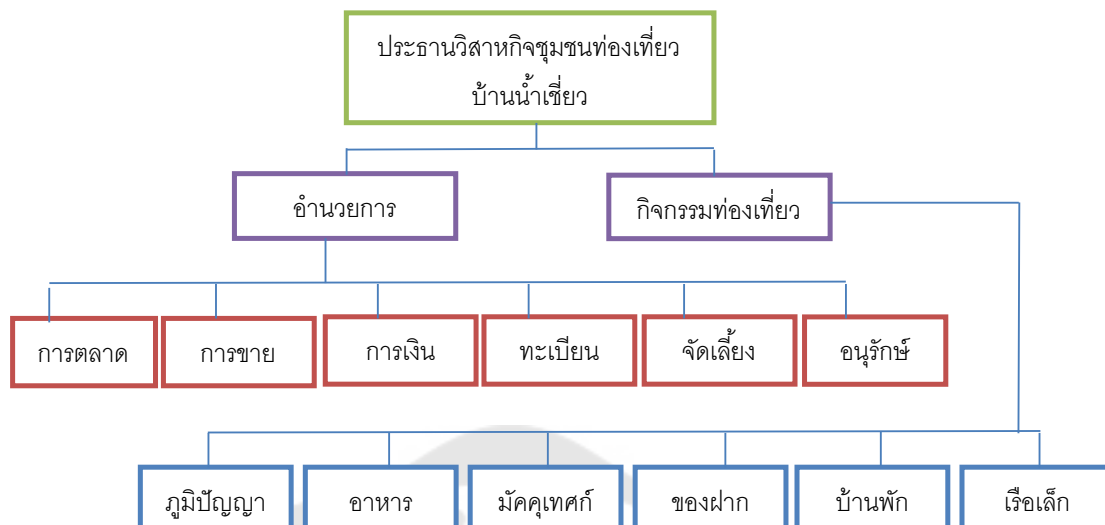 ประธานวิสาหกิจชุมชนท่องเที่ยว
บ้านน้ำเชี่ยว
อำนวยการ
กิจกรรมท่องเที่ยว
การตลาด
การขาย
การเงิน
ทะเบียน
จัดเลี้ยง
อนุรักษ์
ภูมิปัญญา
อาหาร
มัคคุเทศก์
ของฝาก
บ้านพัก
เรือเล็ก